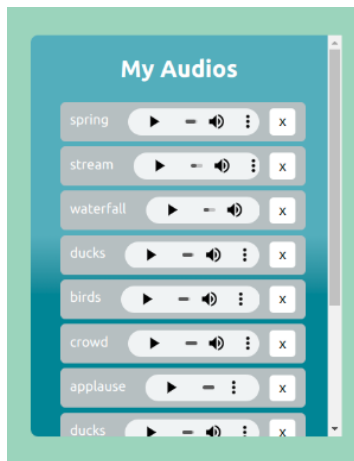 My Audios
spring x
stream x
waterfall x
ducks x
birds x
crowd x
applause x
ducks x